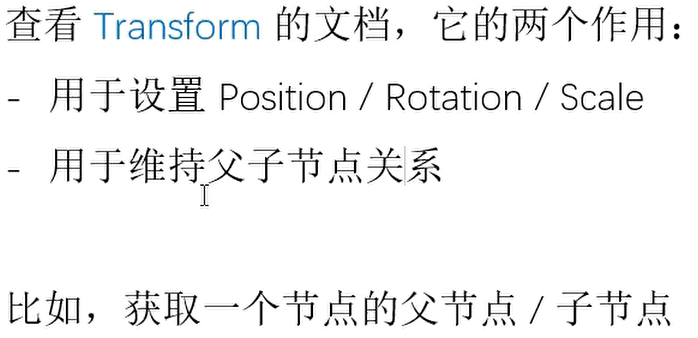 查看 Transform 的文档，它的两个作用：
- 用于设置 Position / Rotation / Scale
- 用于维持父子节点关系
比如，获取一个节点的父节点 / 子节点